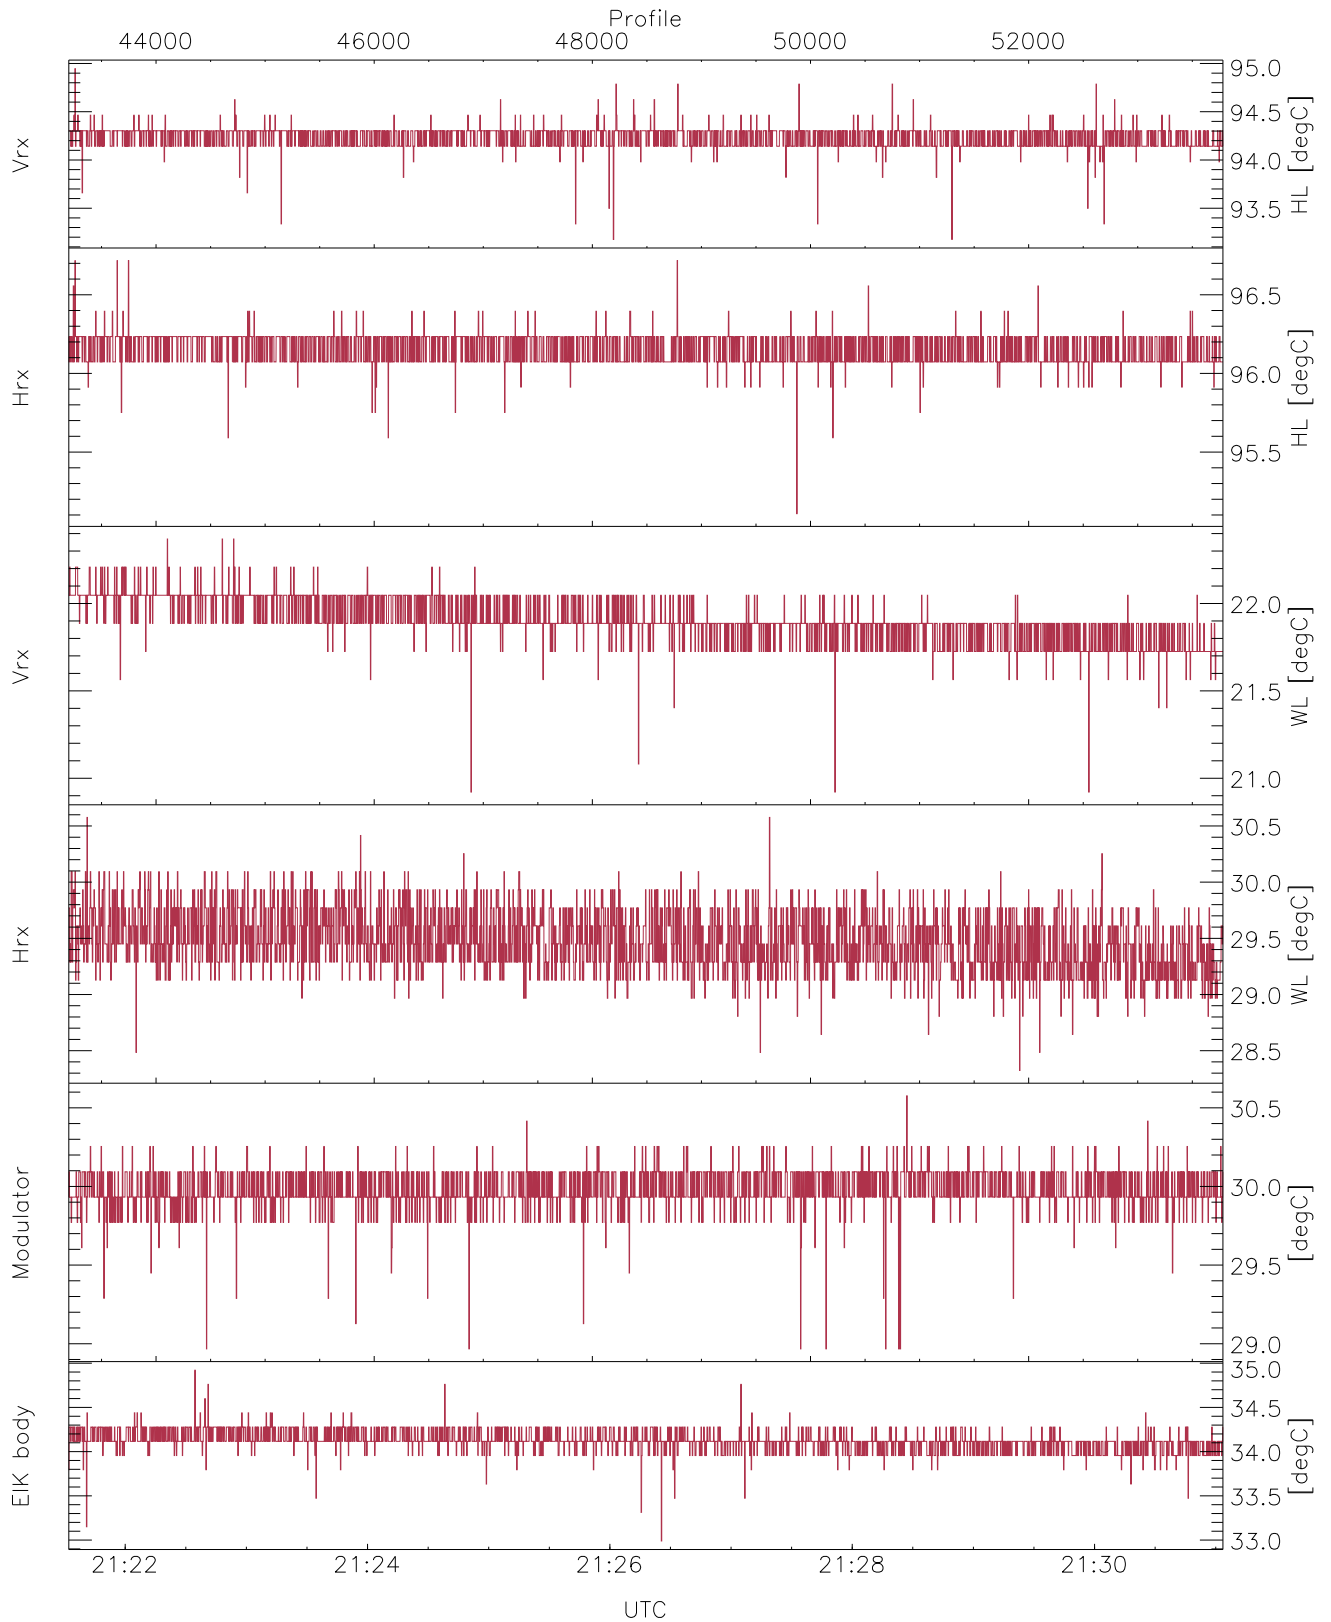 Profile
44000 46000 48000 50000 52000
Vrx
95.0
94.5
94.0
93.5
HL [degC]
Hrx
96.5
96.0
95.5
HL [degC]
Vrx
22.0
21.5
21.0
WL [degC]
Hrx
30.5
30.0
29.5
29.0
28.5
WL [degC]
Modulator
30.5
30.0
29.5
29.0
[degC]
EIK body
35.0
34.5
34.0
33.5
33.0
[degC]
21:22 21:24 21:26 21:28 21:30
UTC